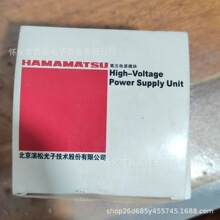 HAMAMATSU
高压电源模块
High-Voltage
Power Supply Unit
北京滨松光子技术股份有限公司
shop26d685y455745.1688.com